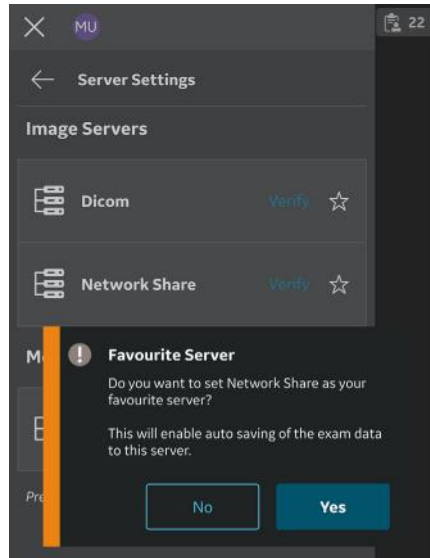 MU
22
Server Settings
Image Servers
Dicom Verify
Network Share Verify
Favourite Server
Do you want to set Network Share as your
favourite server?
This will enable auto saving of the exam data
to this server.
No Yes